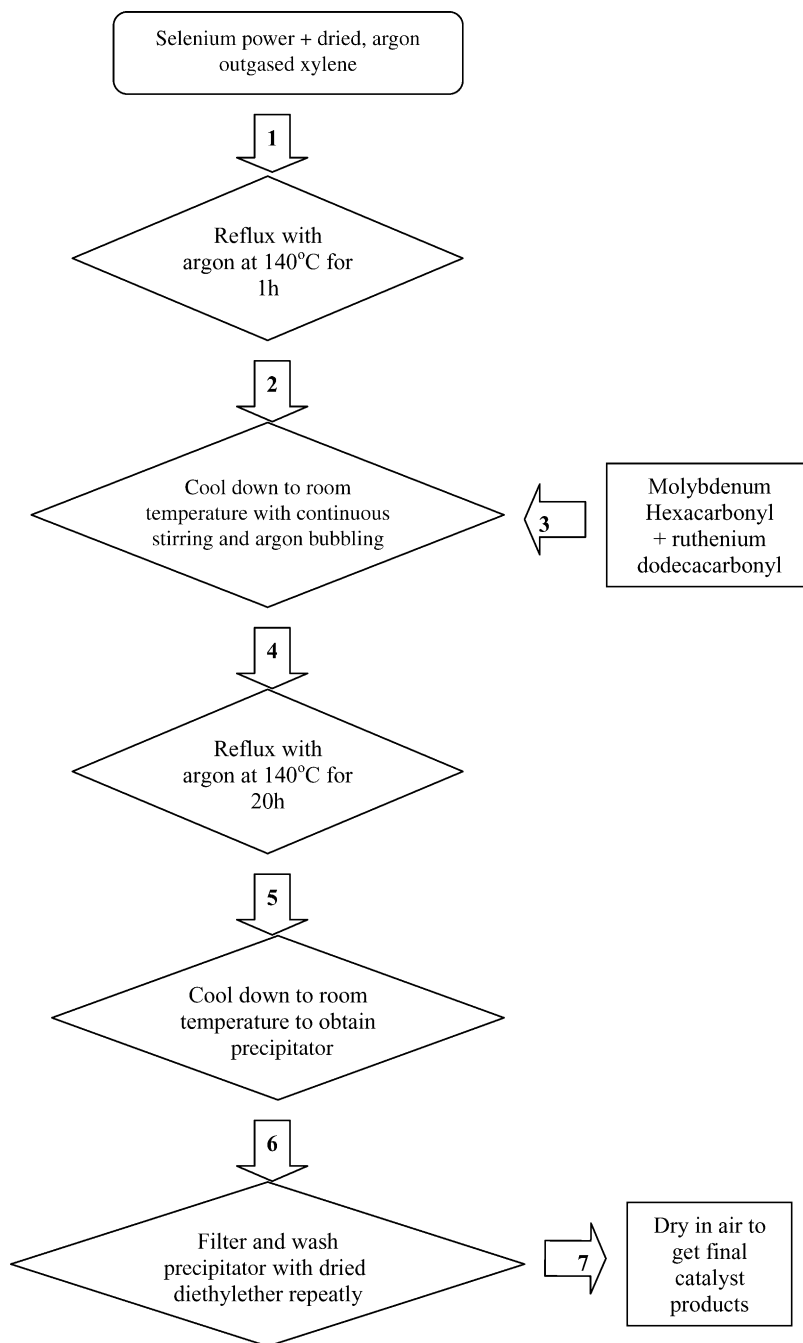 Selenium power + dried, argon
outgased xylene
1
Reflux with
argon at 140°C for
1h
2
Cool down to room
temperature with continuous
stirring and argon bubbling
3
Molybdenum
Hexacarbonyl
+ ruthenium
dodecacarbonyl
4
Reflux with
argon at 140°C for
20h
5
Cool down to room
temperature to obtain
precipitator
6
Filter and wash
precipitator with dried
diethylether repeatly
7
Dry in air to
get final
catalyst
products